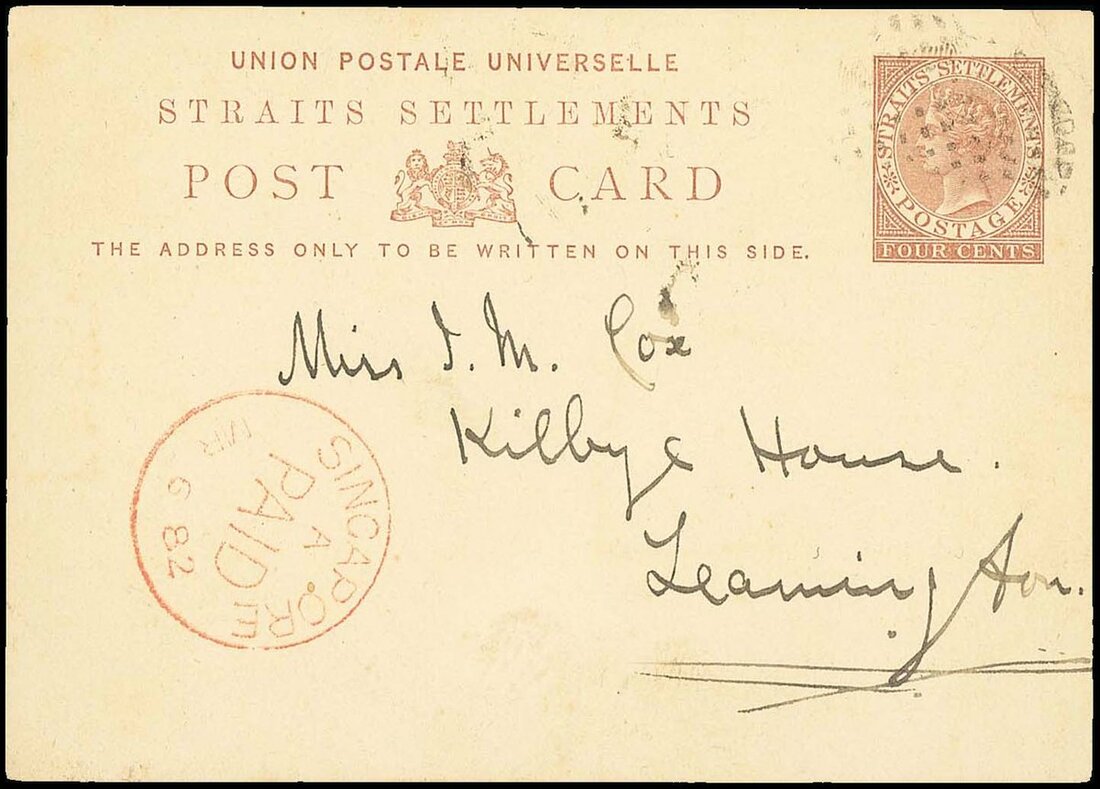 UNION POSTALE UNIVERSELLE
STRAITS SETTLEMENTS
POST CARD
THE ADDRESS ONLY TO BE WRITTEN ON THIS SIDE.
STRAITS SETTLEMENTS
POSTAGE
FOUR CENTS
Miss J. M. Cox
Kilbye House.
Leamington.
SINGAPORE
A
PAID
MR
6 82